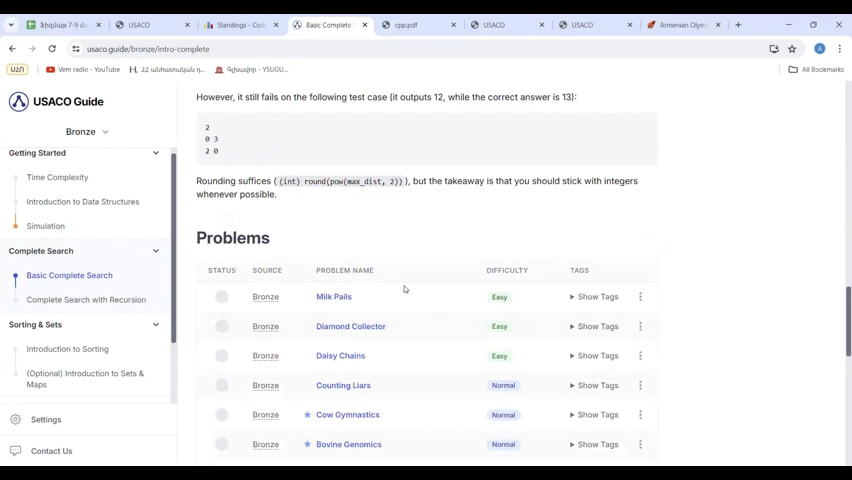 Ֆիզմաթ 7-9 մ
USACO
Standings - Cod
Basic Complete
cpp.pdf
USACO
USACO
Armenian Olym
usaco.guide/bronze/intro-complete
ԱՀՈ
Vem radio - YouTube
ՀՀ անհատական դ...
Գլխավոր - YSUGU...
All Bookmarks
USACO Guide
Bronze
Getting Started
Time Complexity
Introduction to Data Structures
Simulation
Complete Search
Basic Complete Search
Complete Search with Recursion
Sorting & Sets
Introduction to Sorting
(Optional) Introduction to Sets &
Maps
Settings
Contact Us
However, it still fails on the following test case (it outputs 12, while the correct answer is 13):
2
0 3
2 0
Rounding suffices ( (int) round(pow(max_dist, 2)) ), but the takeaway is that you should stick with integers
whenever possible.
Problems
STATUS SOURCE PROBLEM NAME DIFFICULTY TAGS
Bronze Milk Pails Easy Show Tags
Bronze Diamond Collector Easy Show Tags
Bronze Daisy Chains Easy Show Tags
Bronze Counting Liars Normal Show Tags
Bronze Cow Gymnastics Normal Show Tags
Bronze Bovine Genomics Normal Show Tags